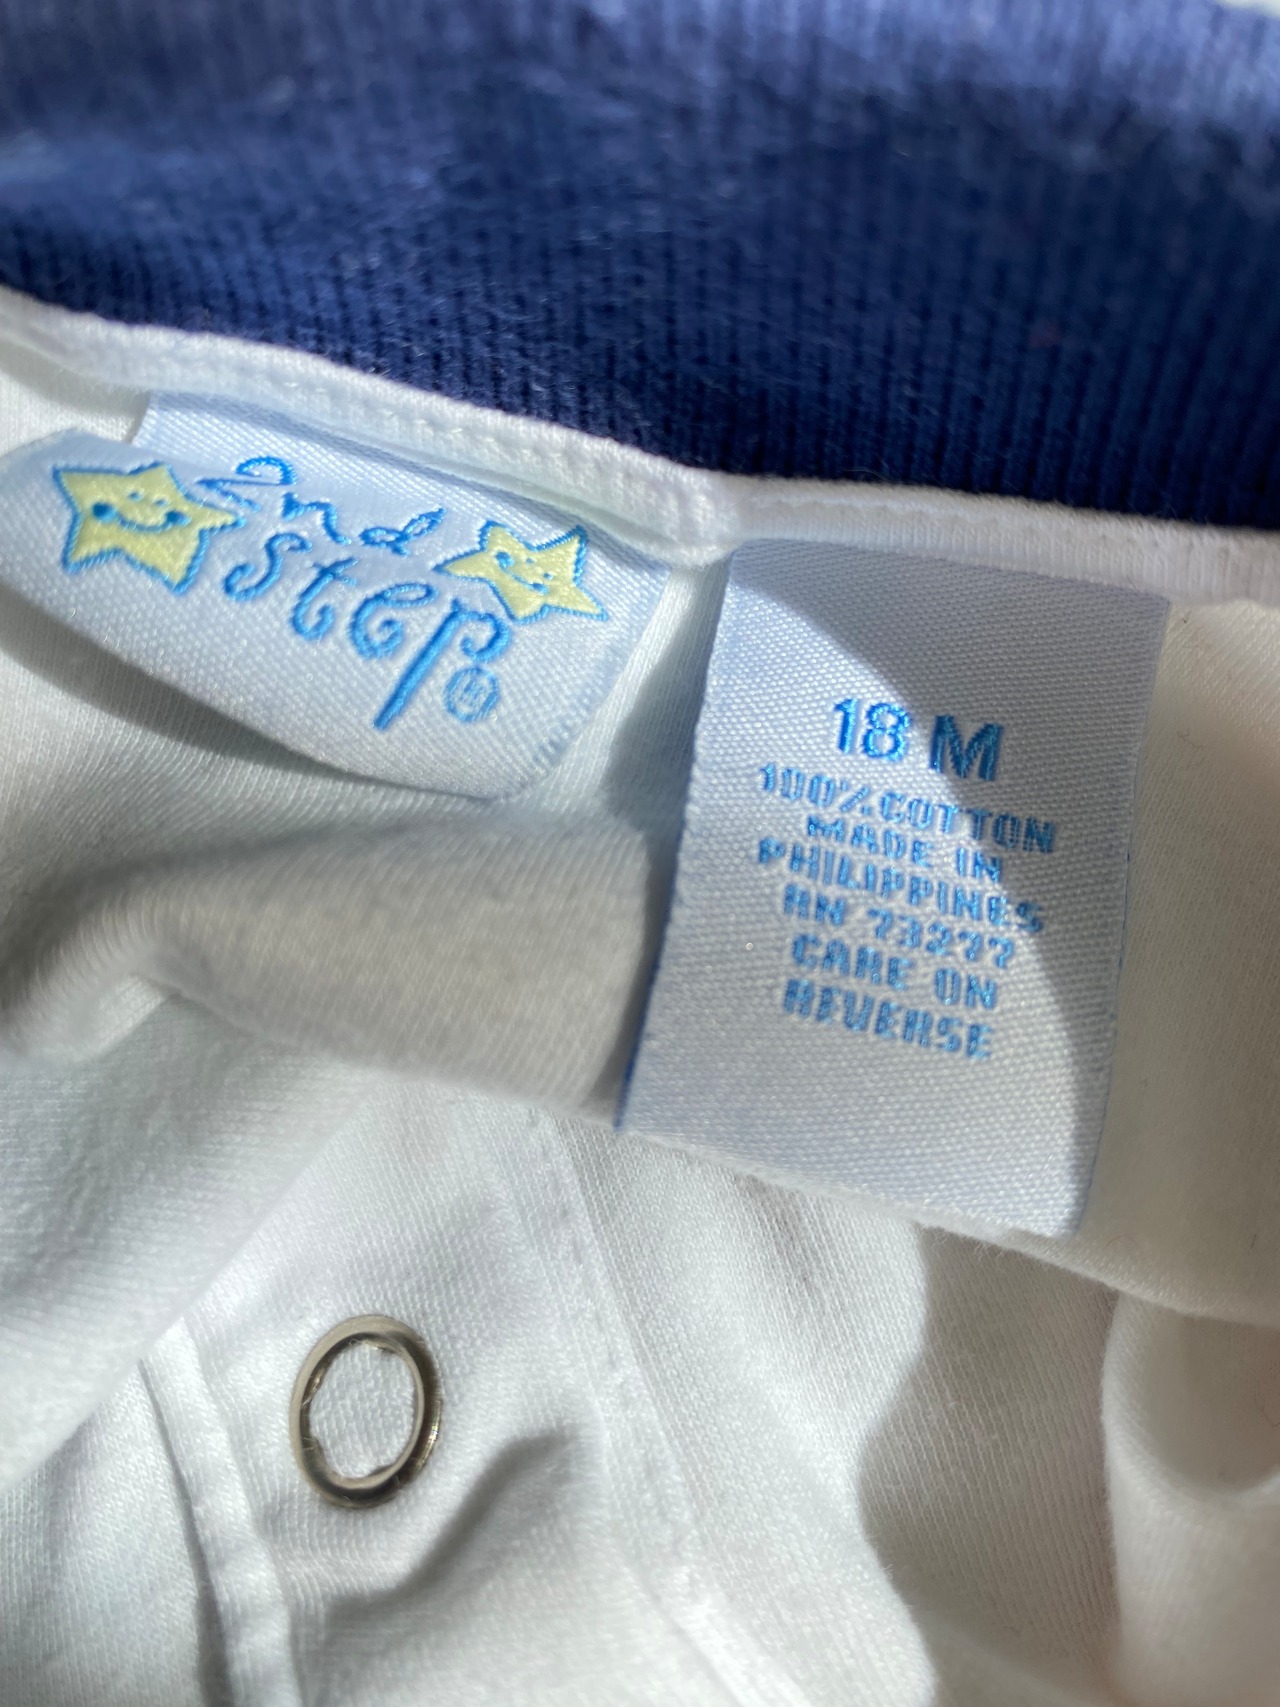 2nd
step®
18 M
100% COTTON
MADE IN
PHILIPPINES
RN 73277
CARE ON
REVERSE